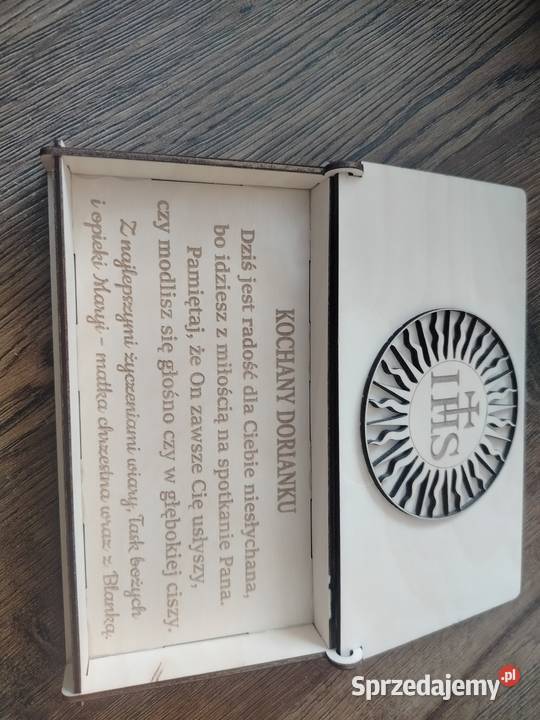 KOCHANY DORIANKU
Dziś jest radość dla Ciebie niesłychana,
bo idziesz z miłością na spotkanie Pana.
Pamiętaj, że On zawsze Cię usłyszy,
czy modlisz się głośno czy w głębokiej ciszy.
Z najlepszymi życzeniami wiary, łask bożych
i opieki Maryi - matka chrzestna wraz z Blanką.
IHS
Sprzedajemy.pl